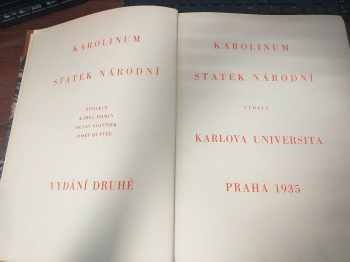 KAROLINUM
STATEK NÁRODNÍ
VYDÁNÍ DRUHÉ
KAROLINUM
STATEK NÁRODNÍ
VYDALA
KARLOVA UNIVERSITA
PRAHA 1935